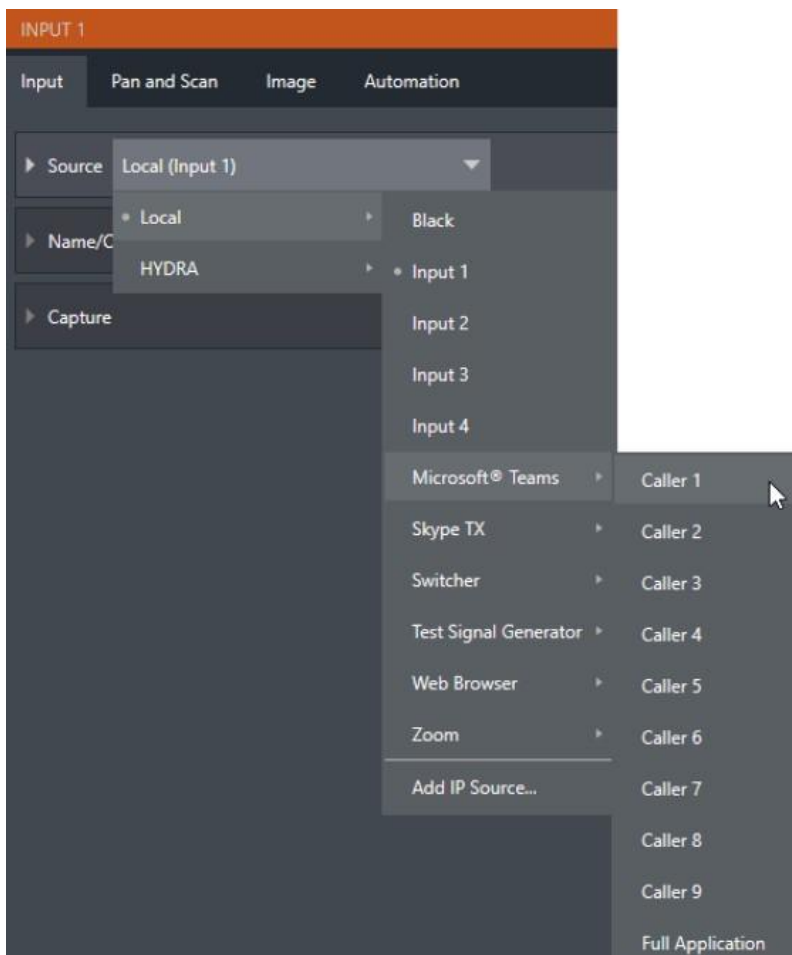 INPUT 1
Input Pan and Scan Image Automation
Source Local (Input 1)
Local
HYDRA
Name/C
Capture
Black
Input 1
Input 2
Input 3
Input 4
Microsoft® Teams
Skype TX
Switcher
Test Signal Generator
Web Browser
Zoom
Add IP Source...
Caller 1
Caller 2
Caller 3
Caller 4
Caller 5
Caller 6
Caller 7
Caller 8
Caller 9
Full Application